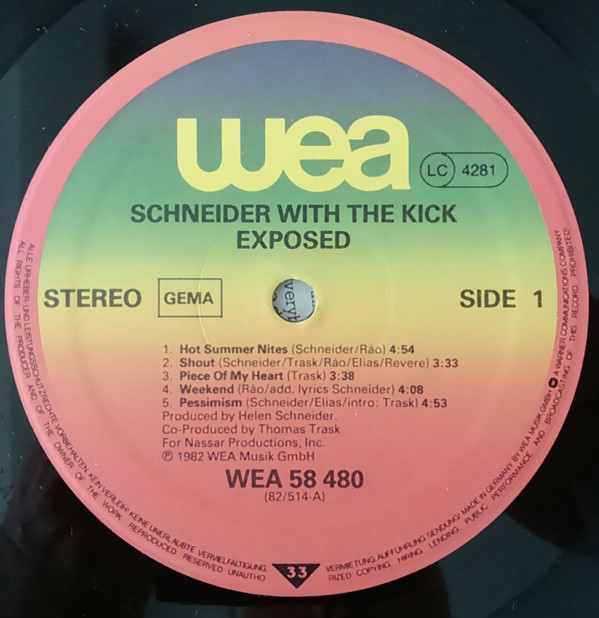 wea
LC 4281
SCHNEIDER WITH THE KICK
EXPOSED
STEREO GEMA SIDE 1
1. Hot Summer Nites (Schneider/Ráo) 4:54
2. Shout (Schneider/Trask/Ráo/Elias/Revere) 3:33
3. Piece Of My Heart (Trask) 3:38
4. Weekend (Ráo/add. lyrics Schneider) 4:08
5. Pessimism (Schneider/Elias/intro: Trask) 4:53
Produced by Helen Schneider.
Co-Produced by Thomas Trask
For Nassar Productions, Inc.
℗ 1982 WEA Musik GmbH
WEA 58 480
(82/514-A)
33
ALLE URHEBER- UND LEISTUNGSSCHUTZRECHTE VORBEHALTEN. KEIN VERLEIH! KEINE UNERLAUBTE VERVIELFÄLTIGUNG, VERMIETUNG, AUFFÜHRUNG, SENDUNG! MADE IN GERMANY BY WEA MUSIK GMBH A WARNER COMMUNICATIONS COMPANY
ALL RIGHTS OF THE PRODUCER AND OF THE OWNER OF THE WORK REPRODUCED RESERVED UNAUTHORIZED COPYING, HIRING, LENDING, PUBLIC PERFORMANCE AND BROADCASTING OF THIS RECORD PROHIBITED!